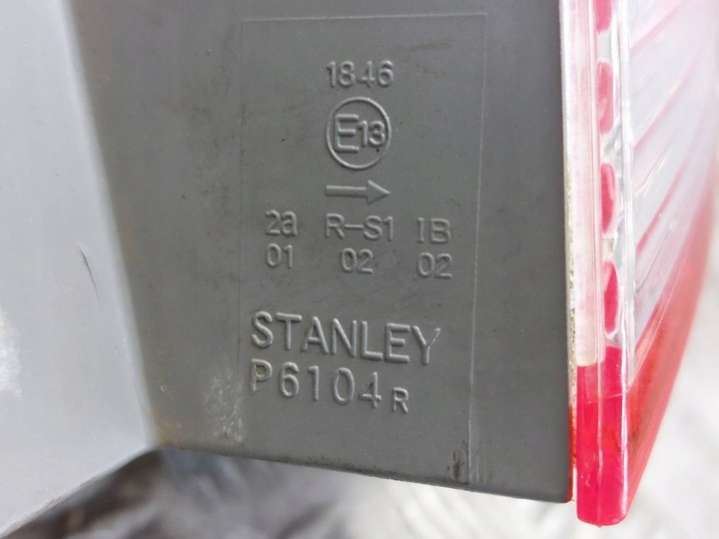 1846
E13
→
2a R-S1 IB
01 02 02
STANLEY
P6104R